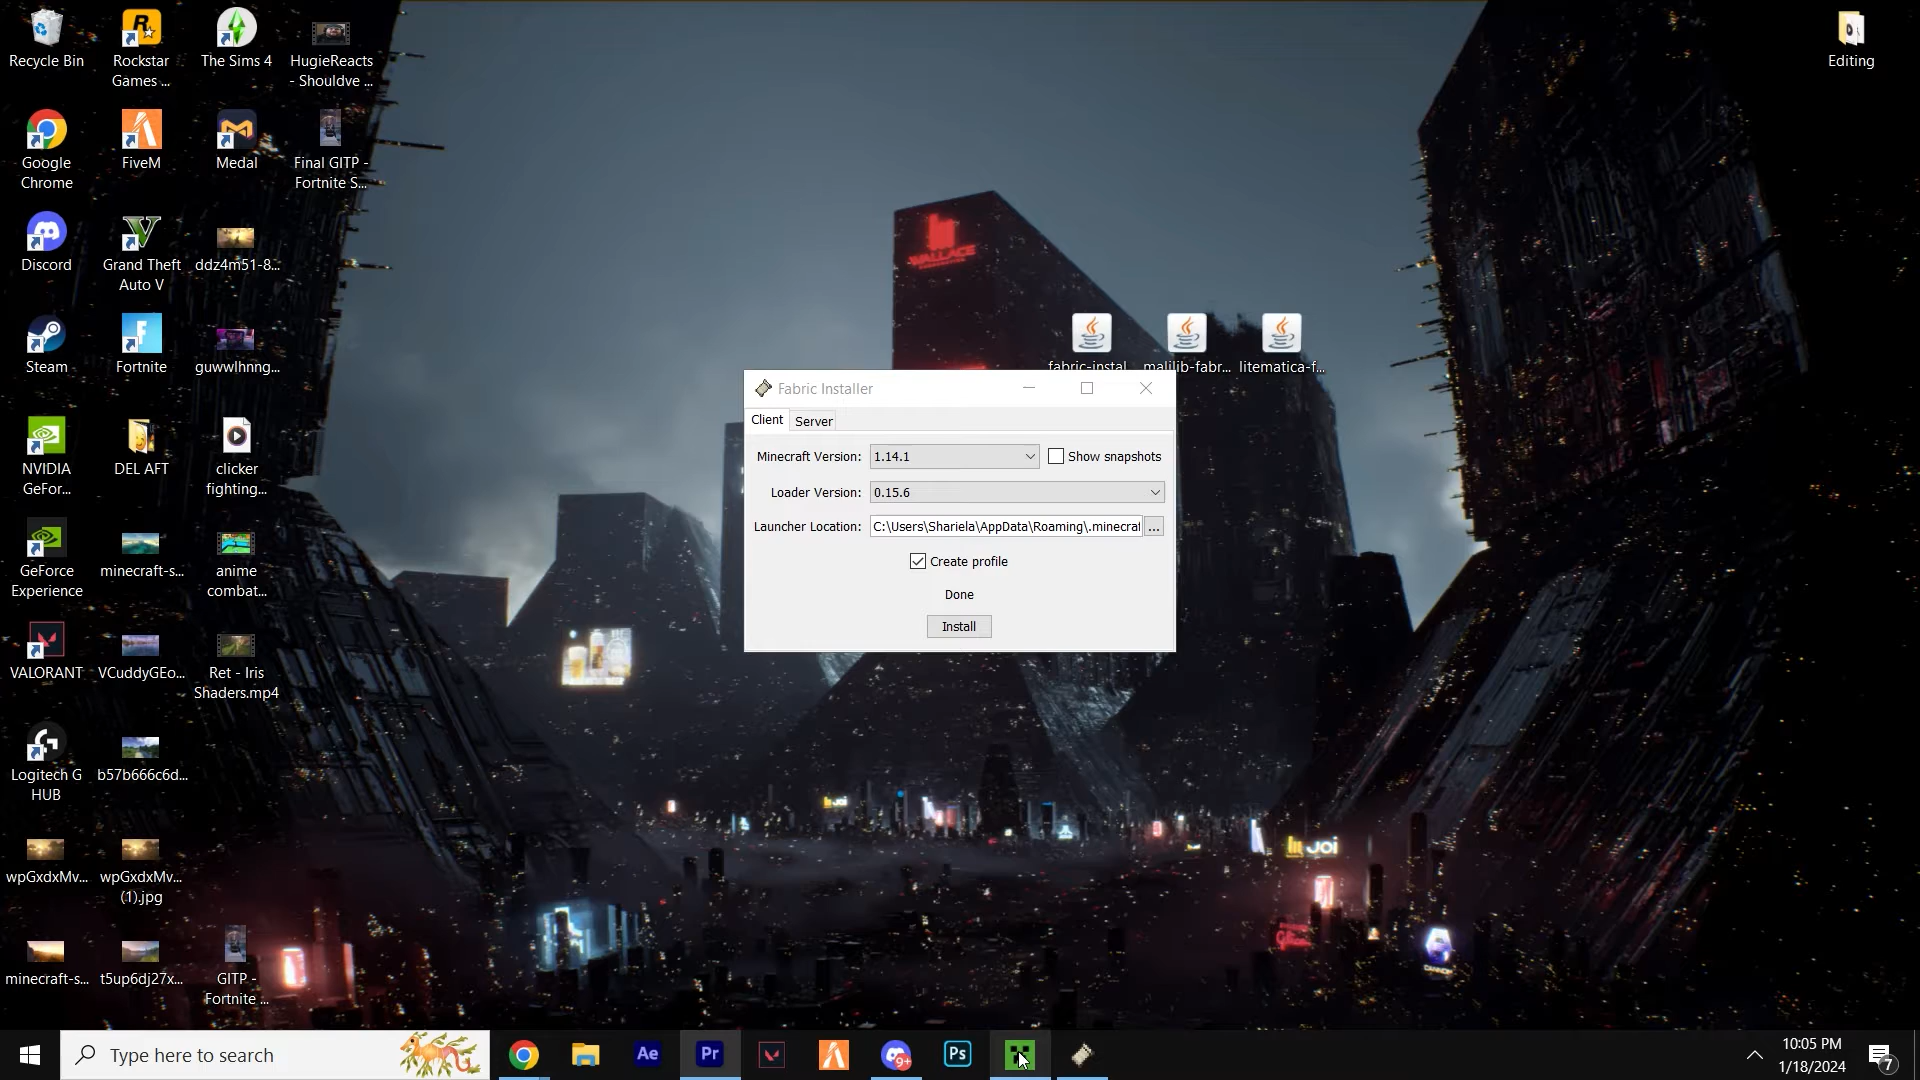 Recycle Bin
Rockstar
Games ...
The Sims 4
HugieReacts
- Shouldve ...
Editing
Google
Chrome
FiveM
Medal
Final GITP -
Fortnite S...
Discord
Grand Theft
Auto V
ddz4m51-8...
Steam
Fortnite
guwwlhnng...
NVIDIA
GeFor...
DEL AFT
clicker
fighting...
GeForce
Experience
minecraft-s...
anime
combat...
VALORANT
VCuddyGEo...
Ret - Iris
Shaders.mp4
Logitech G
HUB
b57b666c6d...
wpGxdxMv...
wpGxdxMv...
(1).jpg
minecraft-s...
t5up6dj27x...
GITP -
Fortnite ...
WALLACE
fabric-instal
malilib-fabr...
litematica-f...
Fabric Installer
Client
Server
Minecraft Version:
1.14.1
Show snapshots
Loader Version:
0.15.6
Launcher Location:
C:\Users\Shariela\AppData\Roaming\.minecraf
...
Create profile
Done
Install
JOI
Type here to search
Ae
Pr
9+
Ps
10:05 PM
1/18/2024
7